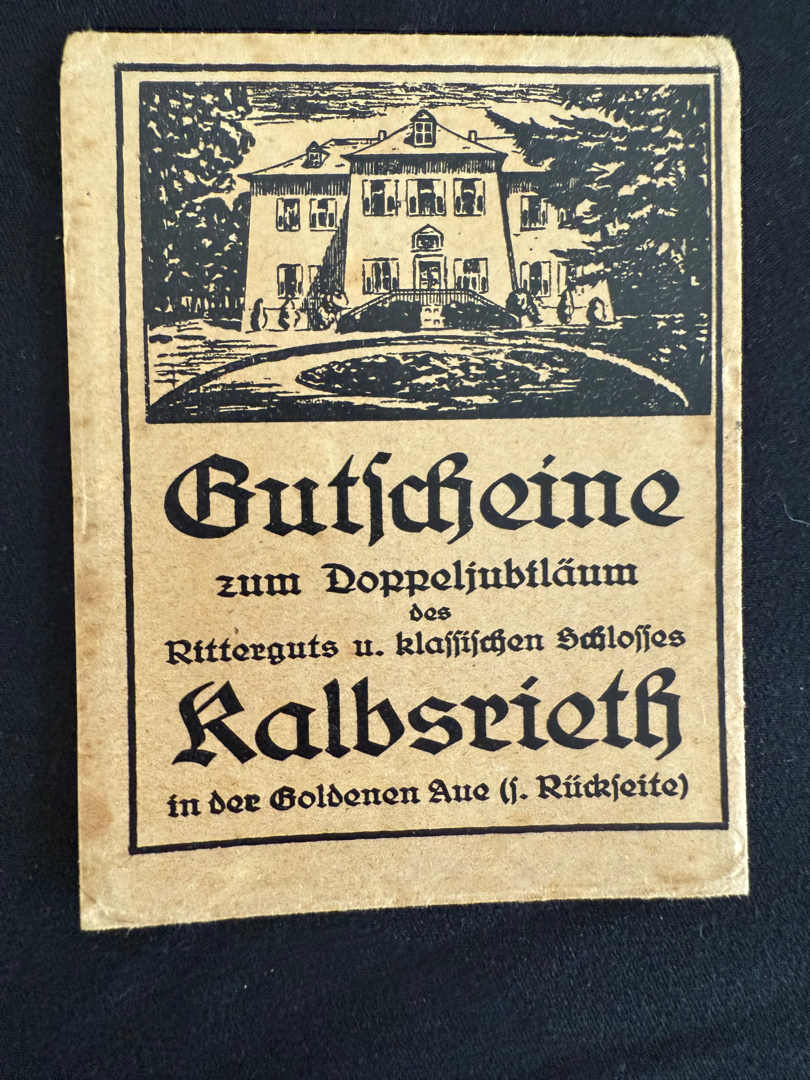 Gutſcheine
zum Doppeljubiläum
des
Ritterguts u. klaſſiſchen Schloſſes
Kalbsrieth
in der Goldenen Aue (ſ. Rückſeite)